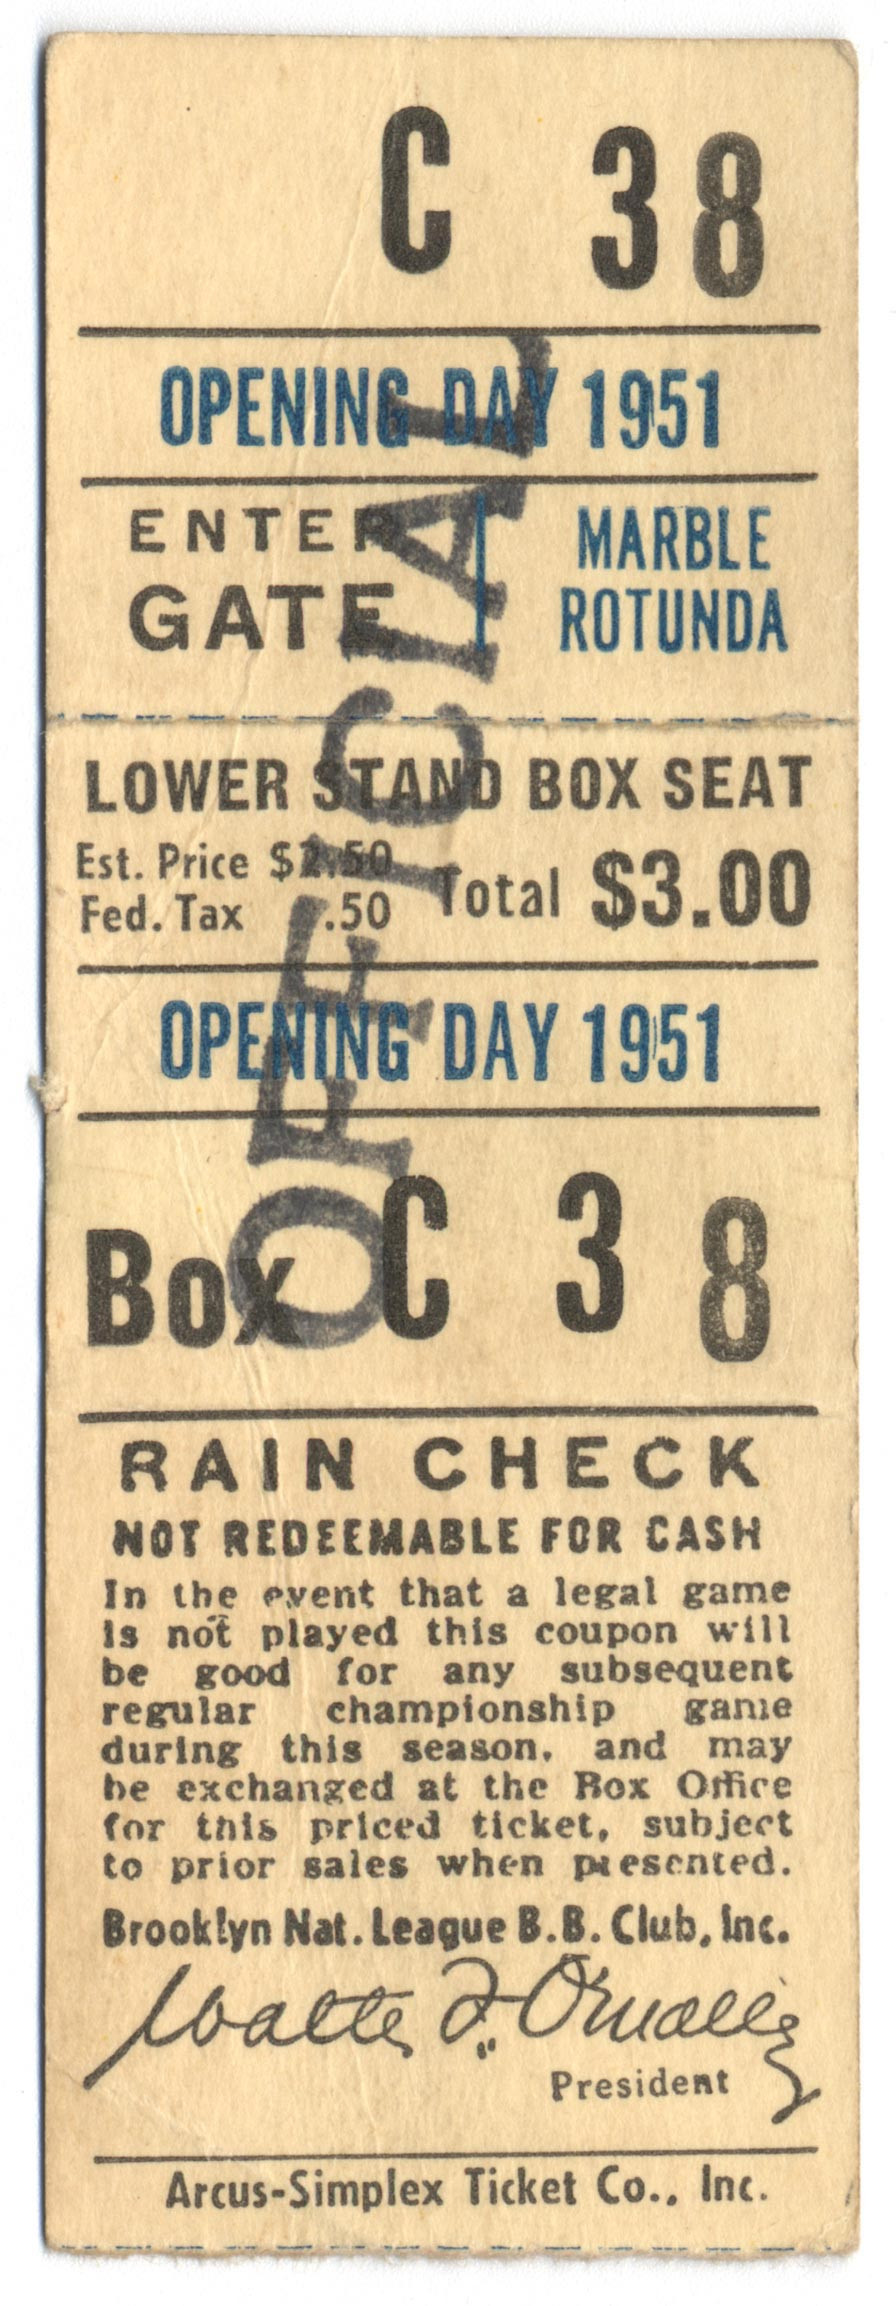 C 38
OPENING DAY 1951
ENTER GATE
MARBLE ROTUNDA
LOWER STAND BOX SEAT
Est. Price $2.50
Fed. Tax .50
Total $3.00
OPENING DAY 1951
Box C 3 8
RAIN CHECK
NOT REDEEMABLE FOR CASH
In the event that a legal game
is not played this coupon will
be good for any subsequent
regular championship game
during this season, and may
be exchanged at the Box Office
for this priced ticket, subject
to prior sales when presented.
Brooklyn Nat. League B.B. Club, Inc.
Walter F. O'Malley
President
Arcus-Simplex Ticket Co., Inc.
OFFICIAL